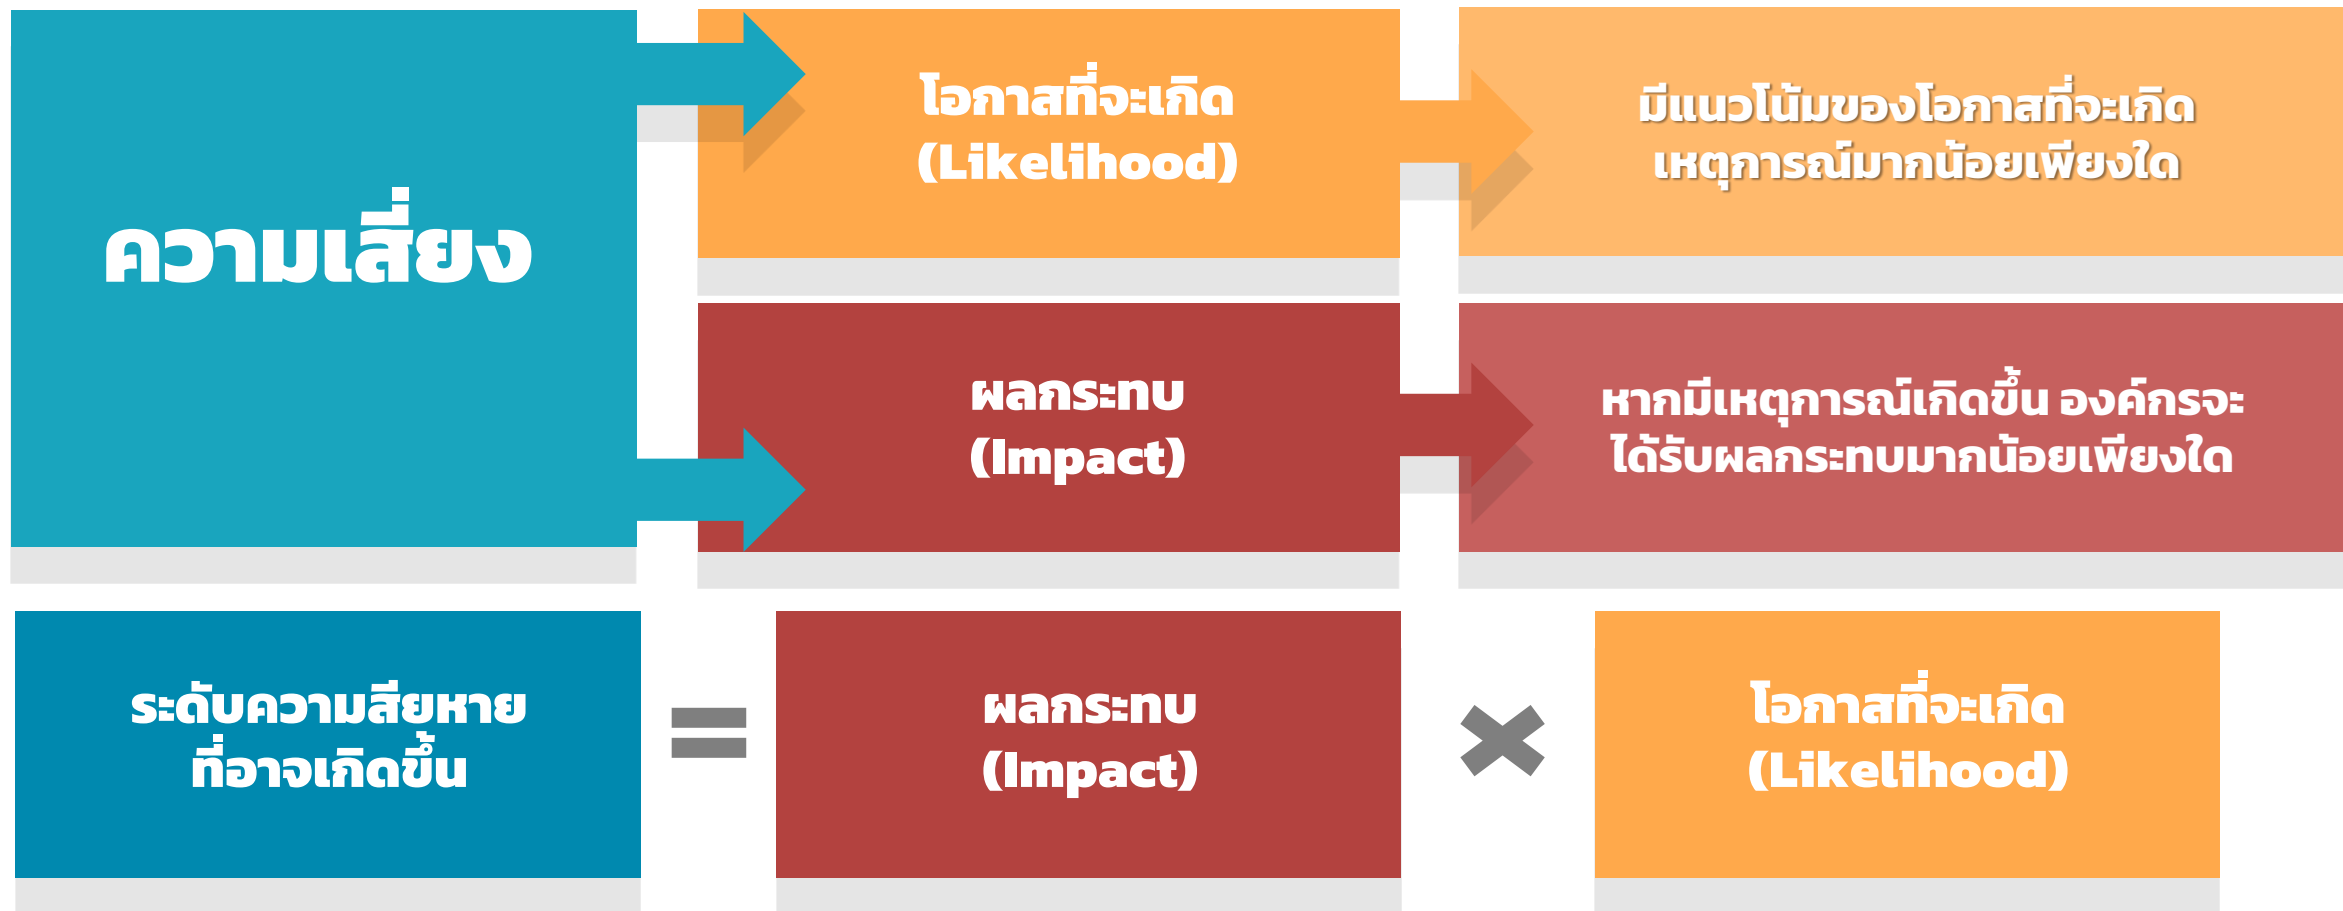 ความเสี่ยง
โอกาสที่จะเกิด
(Likelihood)
มีแนวโน้มของโอกาสที่จะเกิด
เหตุการณ์มากน้อยเพียงใด
ผลกระทบ
(Impact)
หากมีเหตุการณ์เกิดขึ้น องค์กรจะ
ได้รับผลกระทบมากน้อยเพียงใด
ระดับความสียหาย
ที่อาจเกิดขึ้น
=
ผลกระทบ
(Impact)
×
โอกาสที่จะเกิด
(Likelihood)